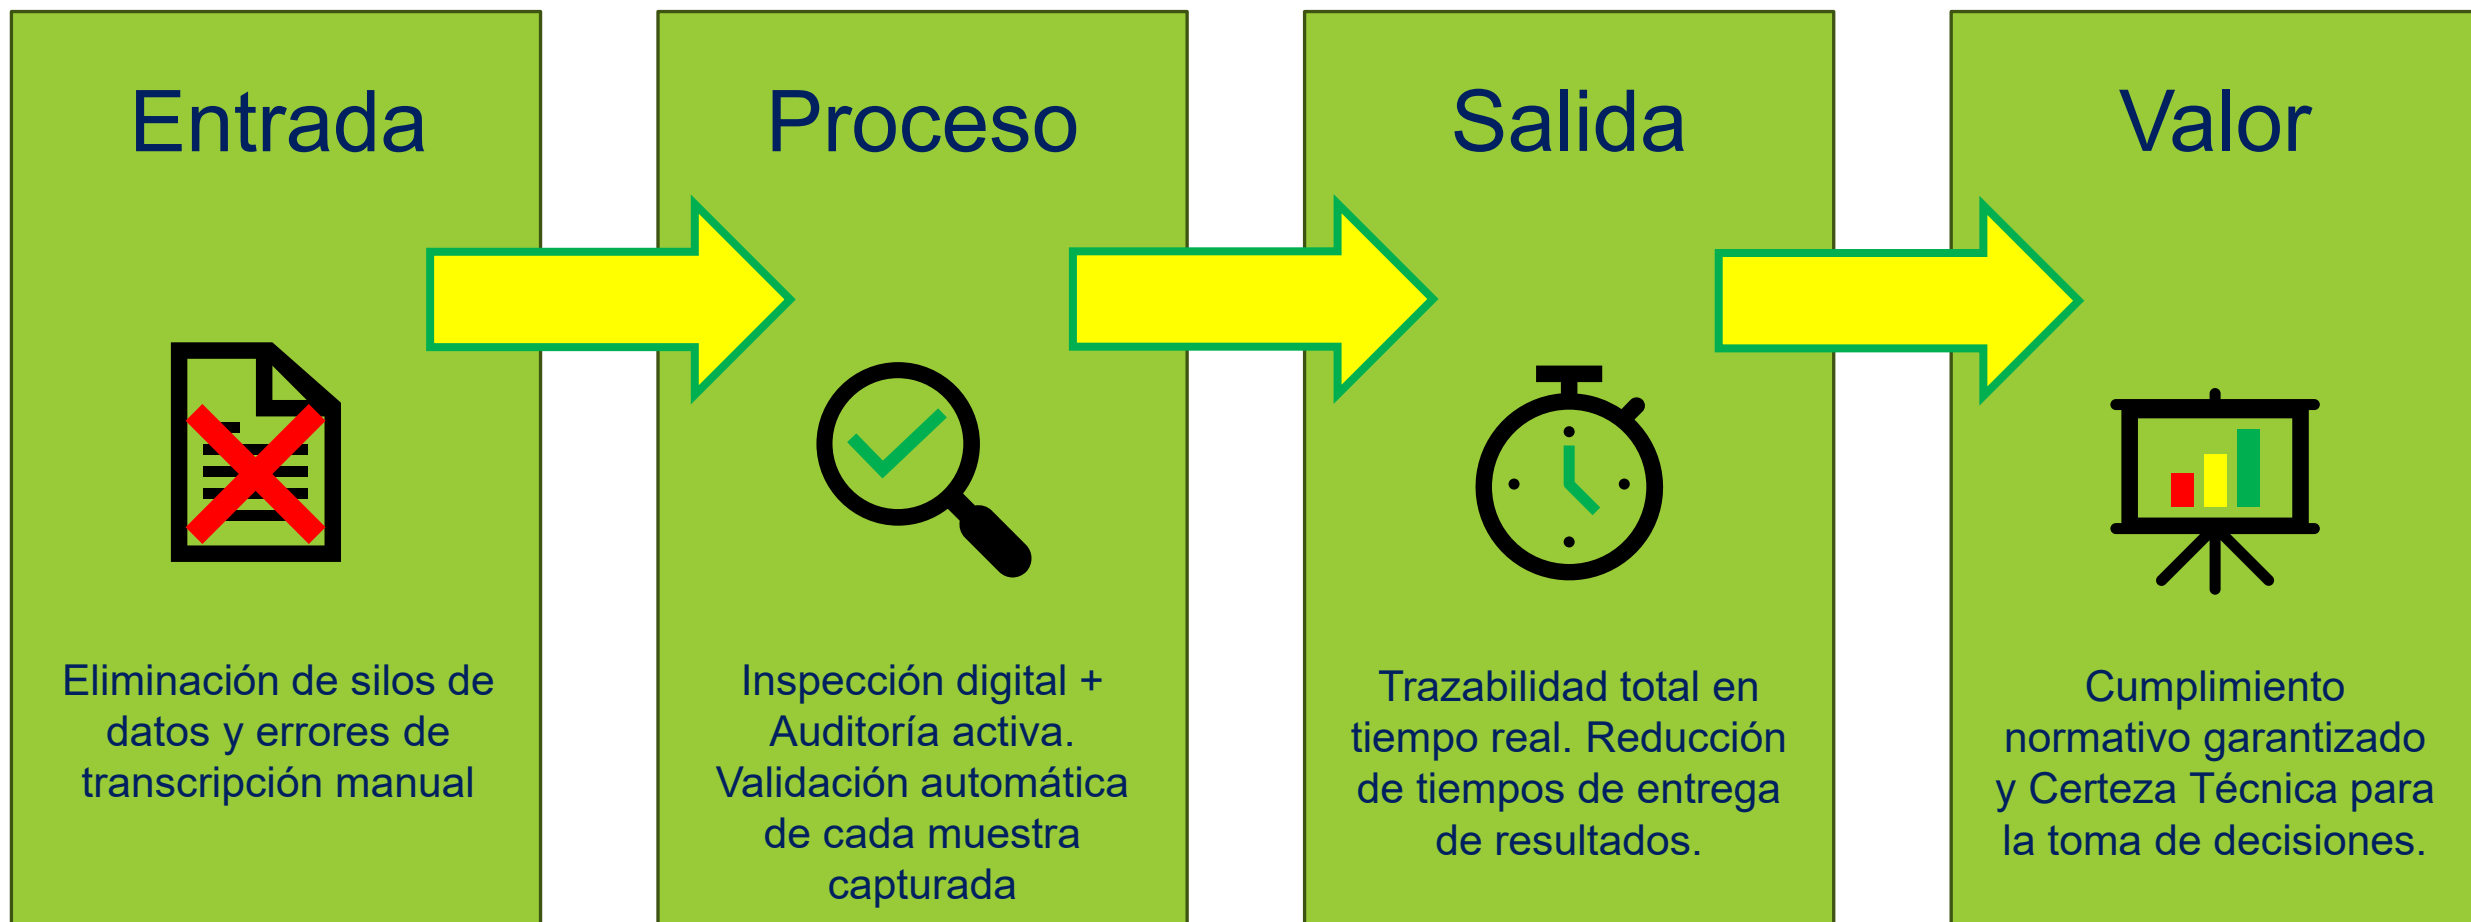 Entrada
Eliminación de silos de
datos y errores de
transcripción manual
Proceso
Inspección digital +
Auditoría activa.
Validación automática
de cada muestra
capturada
Salida
Trazabilidad total en
tiempo real. Reducción
de tiempos de entrega
de resultados.
Valor
Cumplimiento
normativo garantizado
y Certeza Técnica para
la toma de decisiones.